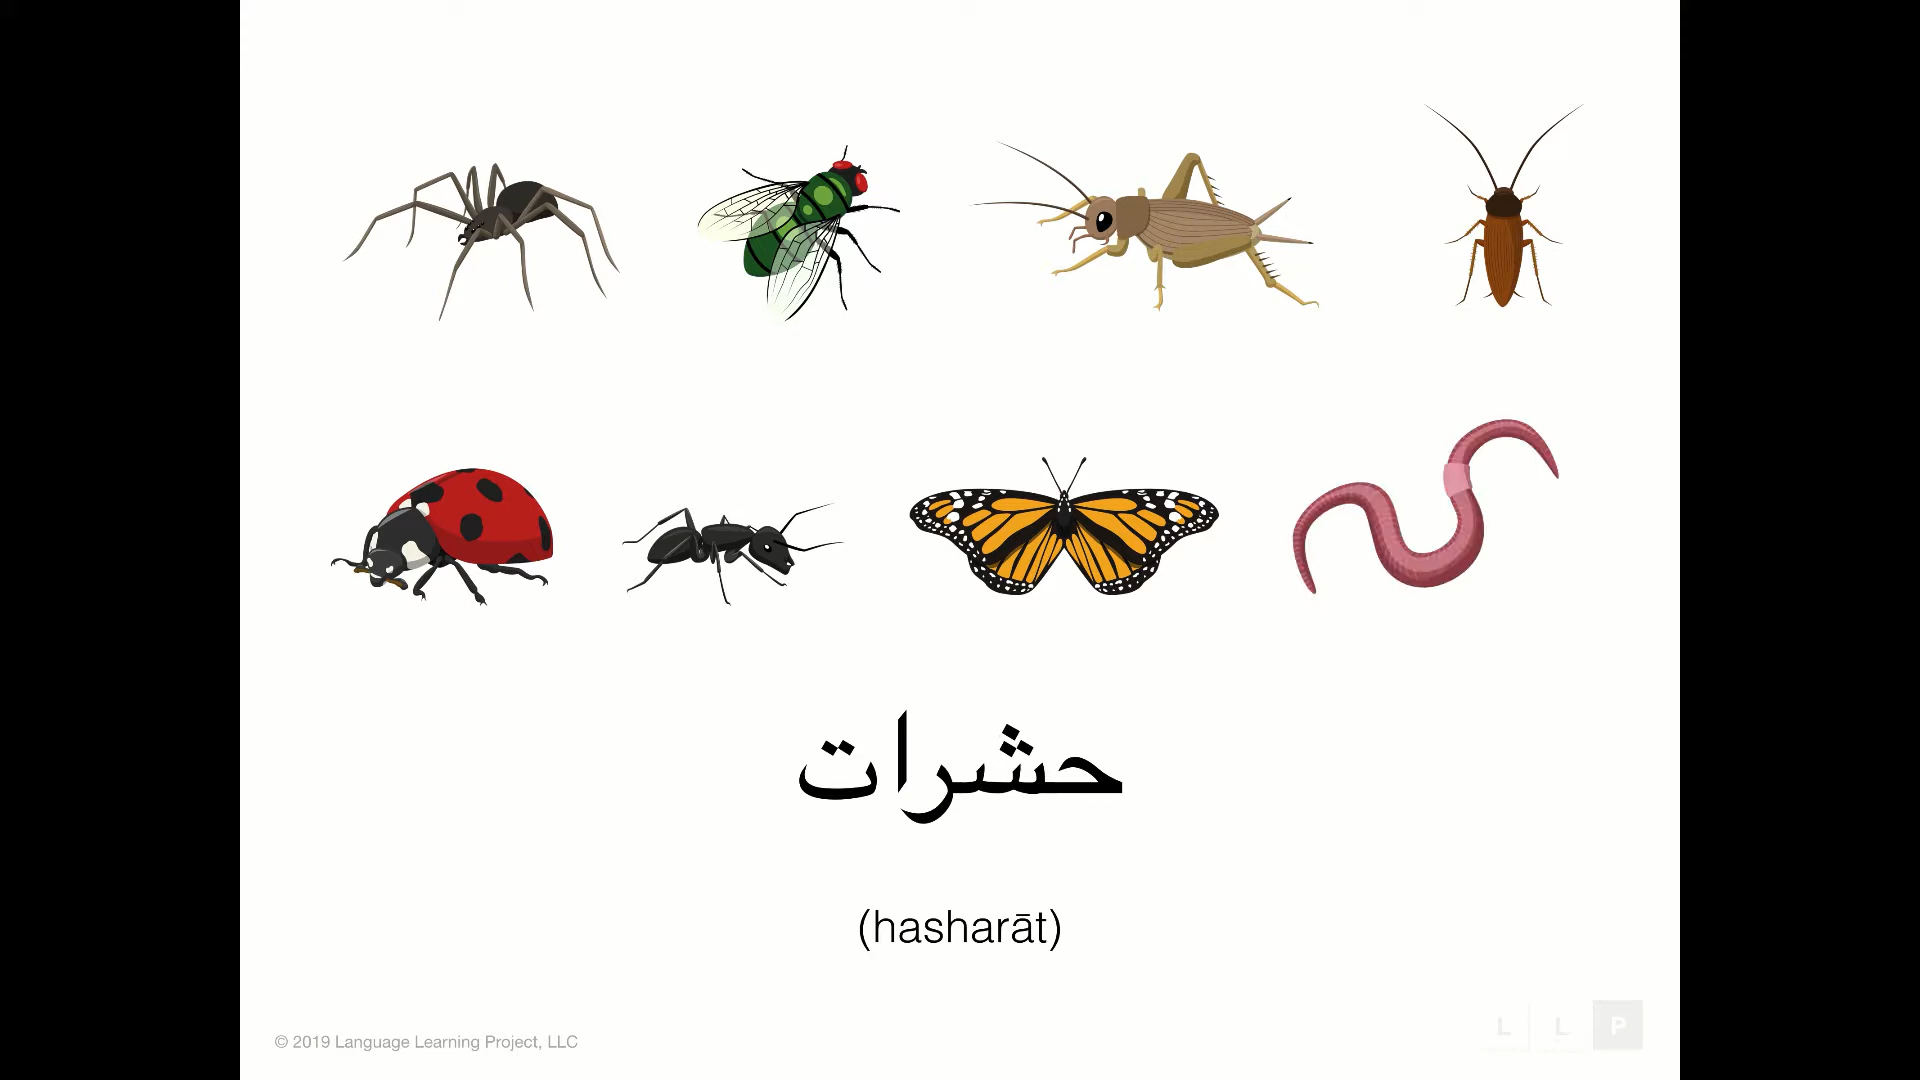 حشرات
(hasharāt)
© 2019 Language Learning Project, LLC
L L P